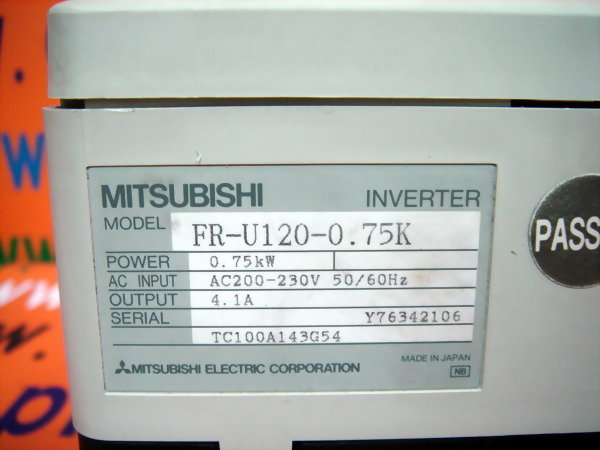 MITSUBISHI INVERTER
MODEL FR-U120-0.75K
POWER 0.75kW
AC INPUT AC200-230V 50/60Hz
OUTPUT 4.1A
SERIAL Y76342106
TC100A143G54
MITSUBISHI ELECTRIC CORPORATION
MADE IN JAPAN
NB
PASS